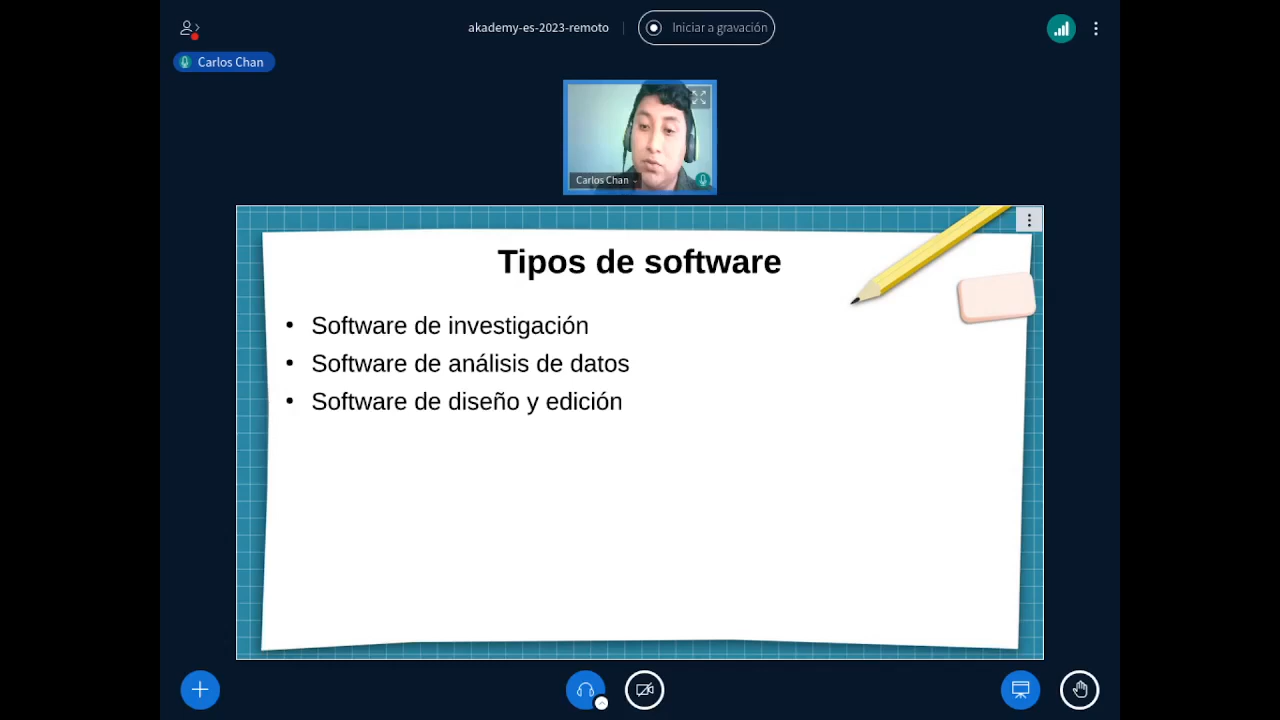 akademy-es-2023-remoto
Iniciar a gravación
Carlos Chan
Carlos Chan
Tipos de software
• Software de investigación
• Software de análisis de datos
• Software de diseño y edición